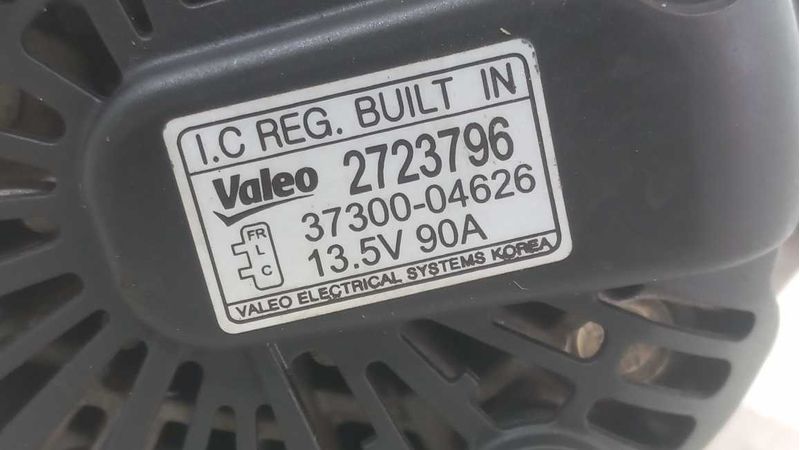 I.C REG. BUILT IN
Valeo 2723796
37300-04626
13.5V 90A
FR
L
C
VALEO ELECTRICAL SYSTEMS KOREA